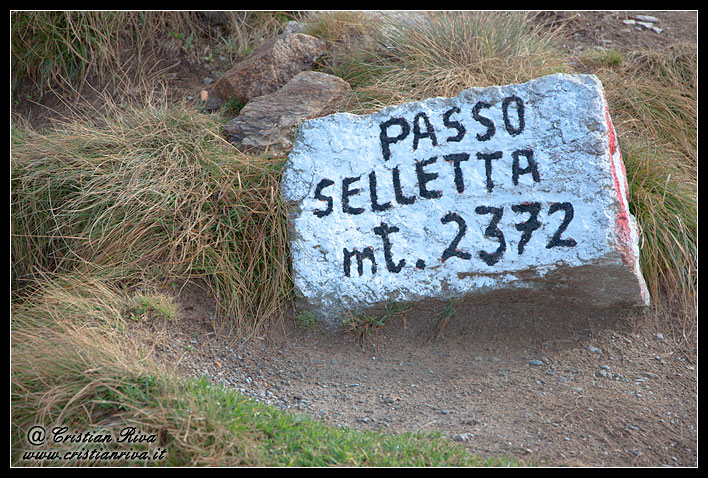 PASSO
SELLETTA
mt. 2372
@ Cristian Riva
www.cristianriva.it